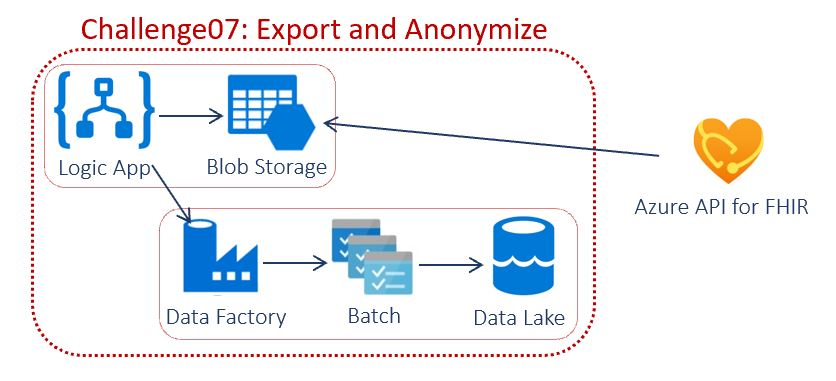 Challenge07: Export and Anonymize
Logic App
Blob Storage
Azure API for FHIR
Data Factory
Batch
Data Lake